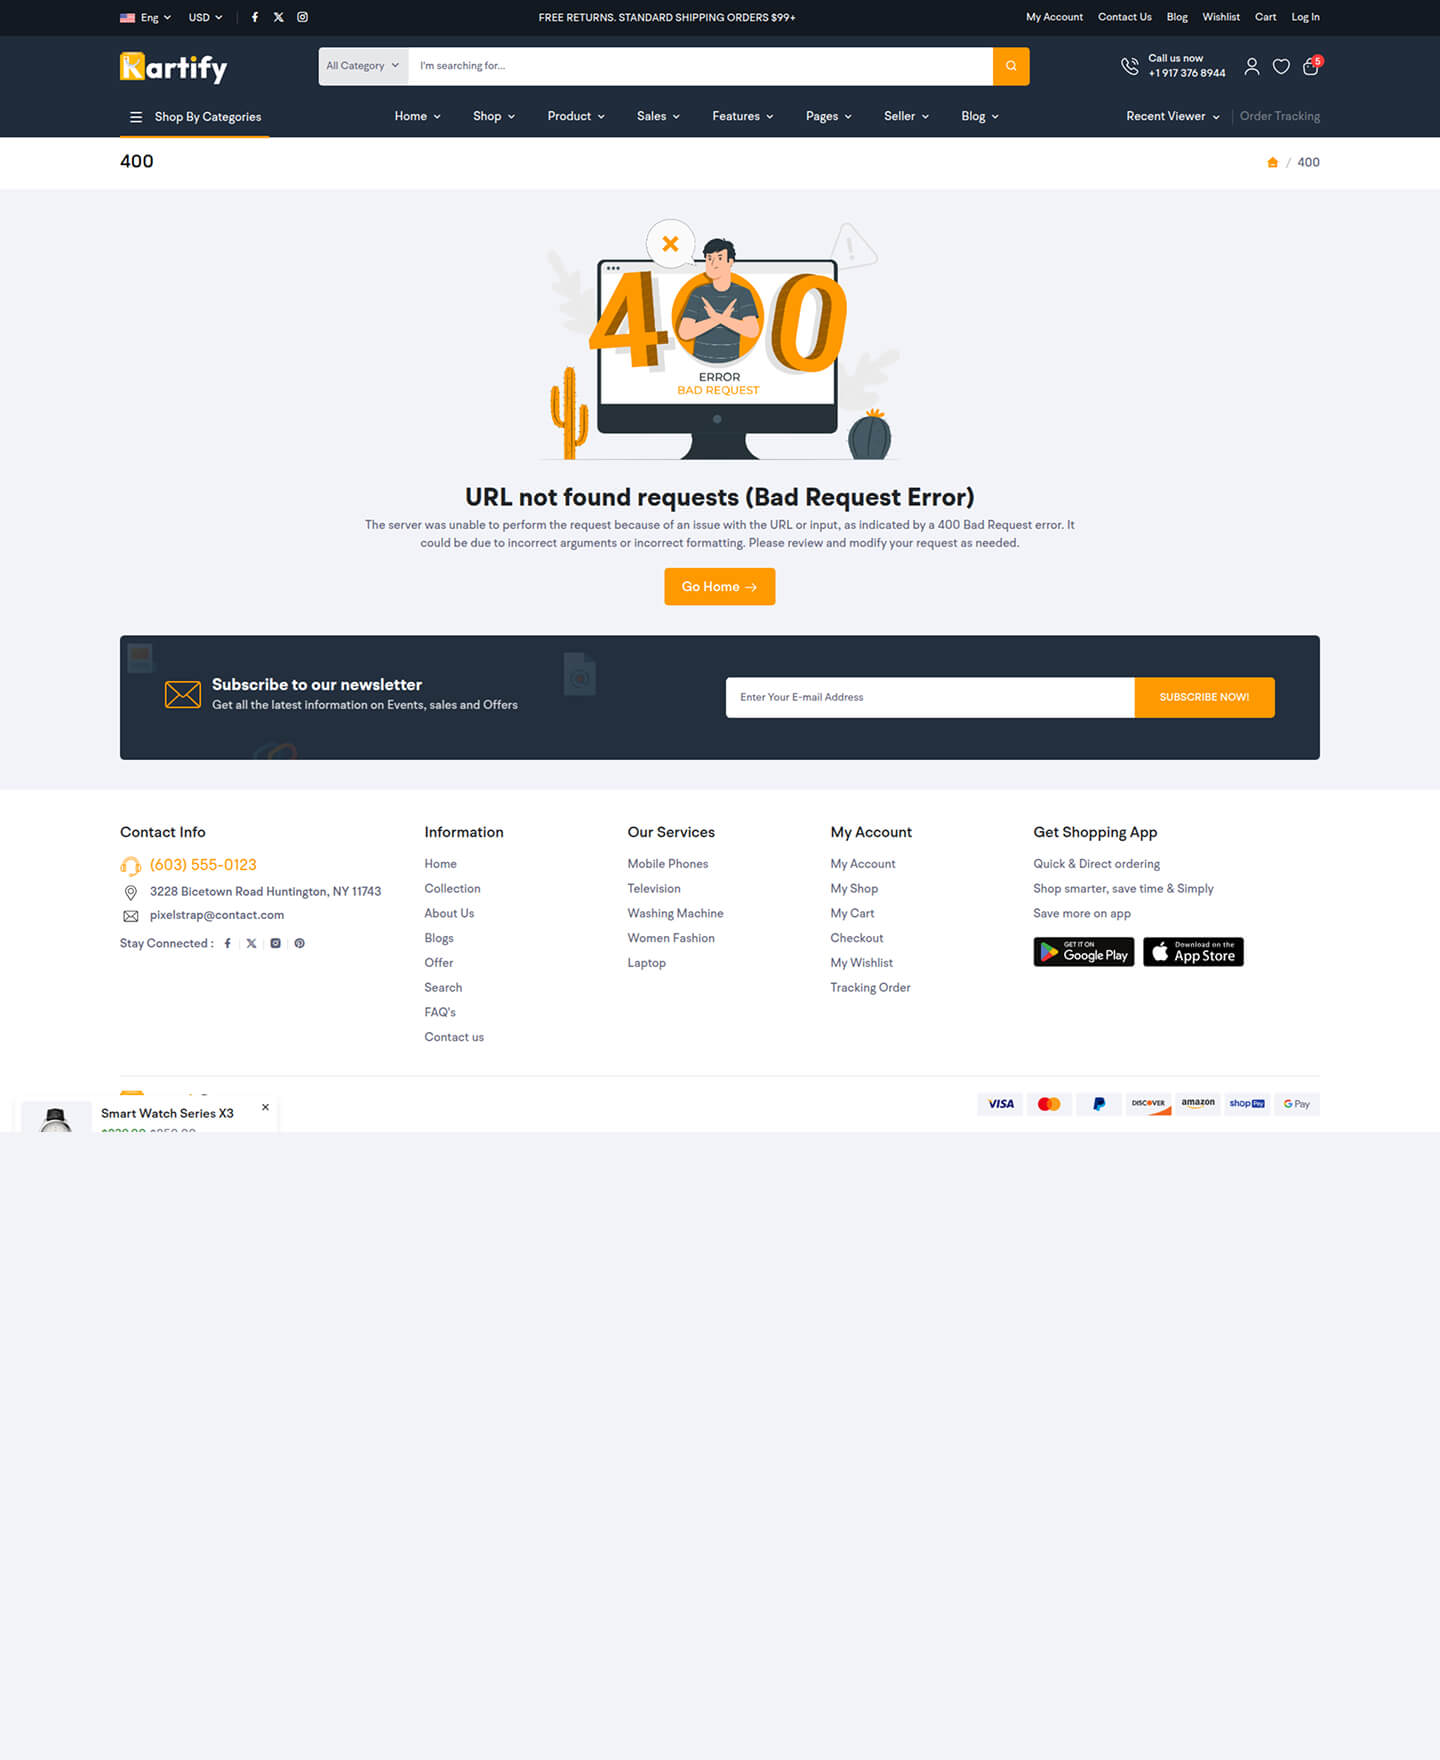 Eng
USD
FREE RETURNS. STANDARD SHIPPING ORDERS $99+
My Account
Contact Us
Blog
Wishlist
Cart
Log In
Kartify
All Category
I'm searching for...
Call us now
+1 917 376 8944
5
Shop By Categories
Home
Shop
Product
Sales
Features
Pages
Seller
Blog
Recent Viewer
Order Tracking
400
/ 400
400
ERROR
BAD REQUEST
URL not found requests (Bad Request Error)
The server was unable to perform the request because of an issue with the URL or input, as indicated by a 400 Bad Request error. It
could be due to incorrect arguments or incorrect formatting. Please review and modify your request as needed.
Go Home
Subscribe to our newsletter
Get all the latest information on Events, sales and Offers
Enter Your E-mail Address
SUBSCRIBE NOW!
Contact Info
(603) 555-0123
3228 Bicetown Road Huntington, NY 11743
pixelstrap@contact.com
Stay Connected :
Information
Home
Collection
About Us
Blogs
Offer
Search
FAQ's
Contact us
Our Services
Mobile Phones
Television
Washing Machine
Women Fashion
Laptop
My Account
My Account
My Shop
My Cart
Checkout
My Wishlist
Tracking Order
Get Shopping App
Quick & Direct ordering
Shop smarter, save time & Simply
Save more on app
GET IT ON
Google Play
Download on the
App Store
Smart Watch Series X3
VISA
DISCOVER
amazon
shop Pay
G Pay